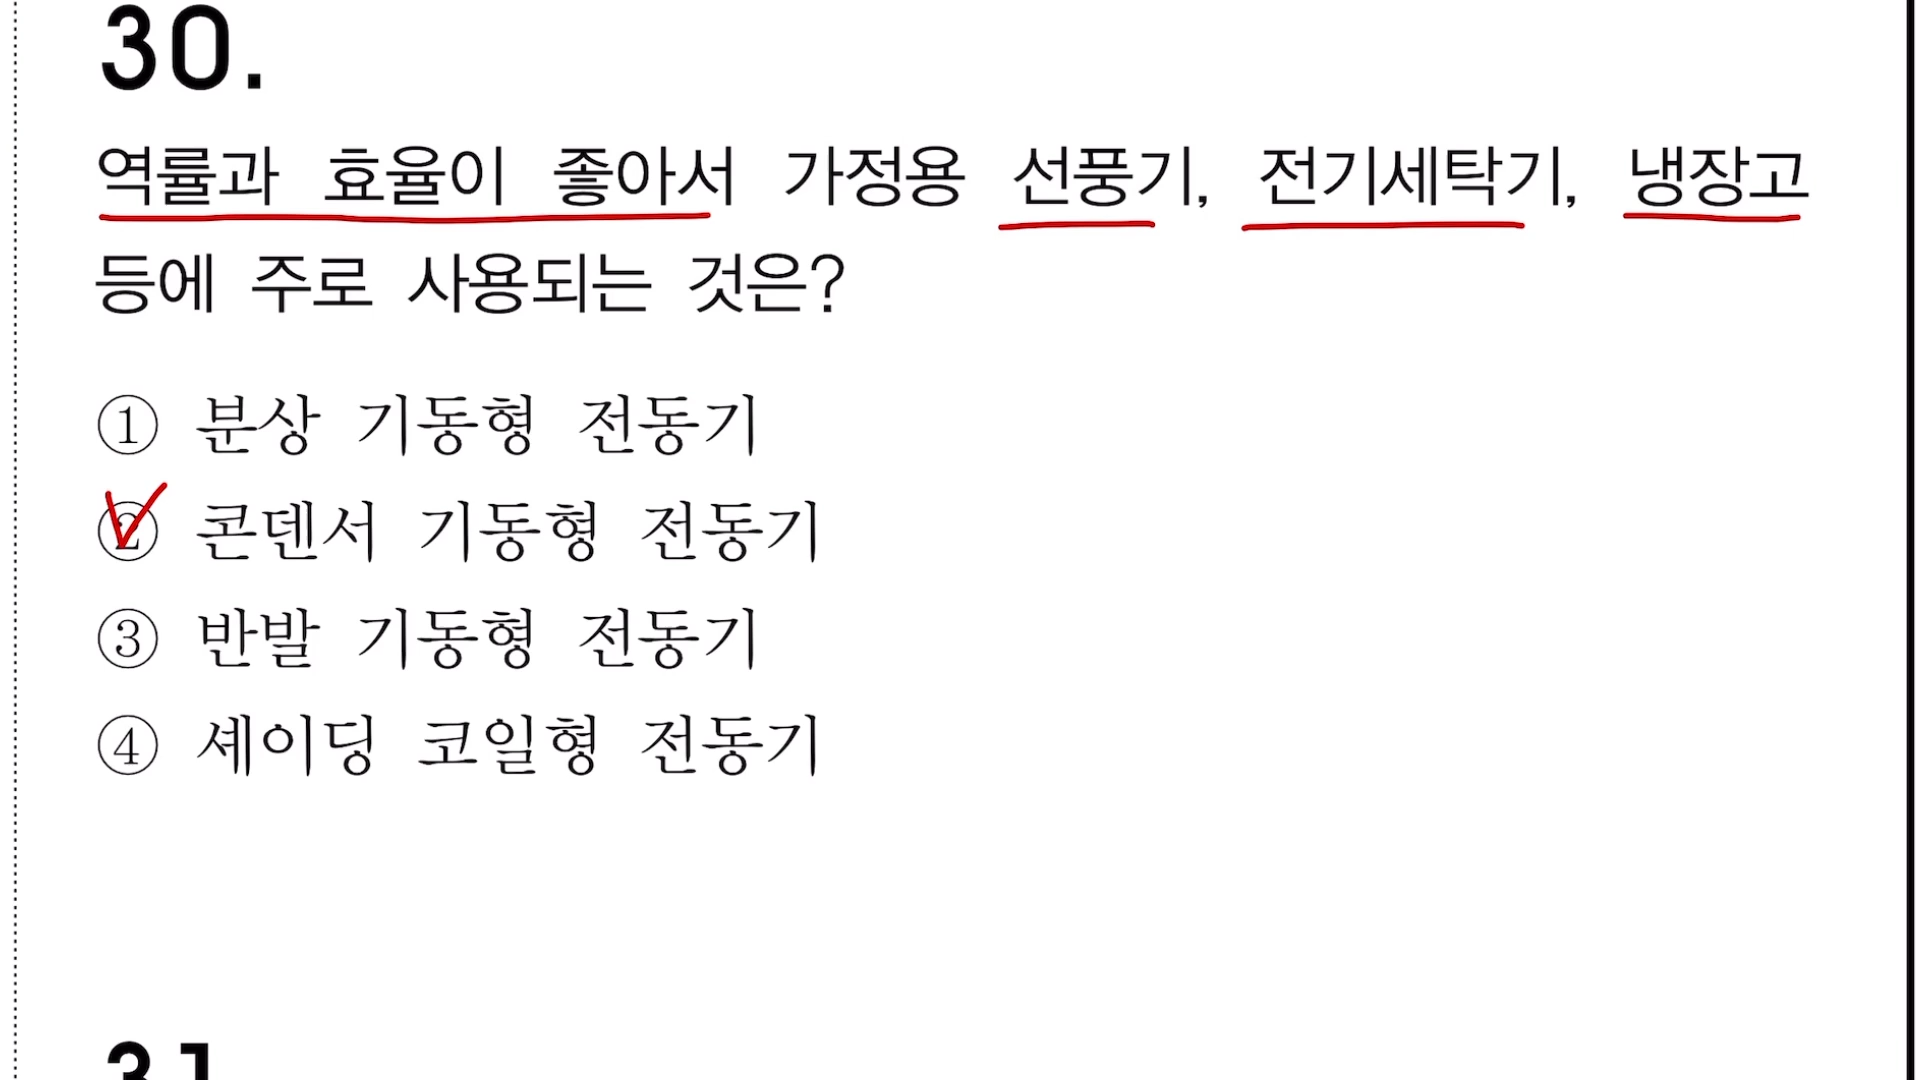 30.
역률과 효율이 좋아서 가정용 선풍기, 전기세탁기, 냉장고
등에 주로 사용되는 것은?
① 분상 기동형 전동기
② 콘덴서 기동형 전동기
③ 반발 기동형 전동기
④ 셰이딩 코일형 전동기
31